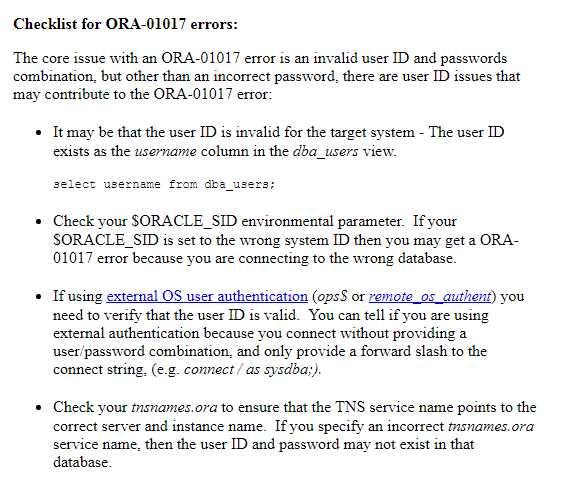 Checklist for ORA-01017 errors:
The core issue with an ORA-01017 error is an invalid user ID and passwords
combination, but other than an incorrect password, there are user ID issues that
may contribute to the ORA-01017 error:
• It may be that the user ID is invalid for the target system - The user ID
exists as the username column in the dba_users view.
select username from dba_users;
• Check your $ORACLE_SID environmental parameter.  If your
$ORACLE_SID is set to the wrong system ID then you may get a ORA-
01017 error because you are connecting to the wrong database.
• If using external OS user authentication (ops$ or remote_os_authent) you
need to verify that the user ID is valid.  You can tell if you are using
external authentication because you connect without providing a
user/password combination, and only provide a forward slash to the
connect string, (e.g. connect / as sysdba;).
• Check your tnsnames.ora to ensure that the TNS service name points to the
correct server and instance name.  If you specify an incorrect tnsnames.ora
service name, then the user ID and password may not exist in that
database.